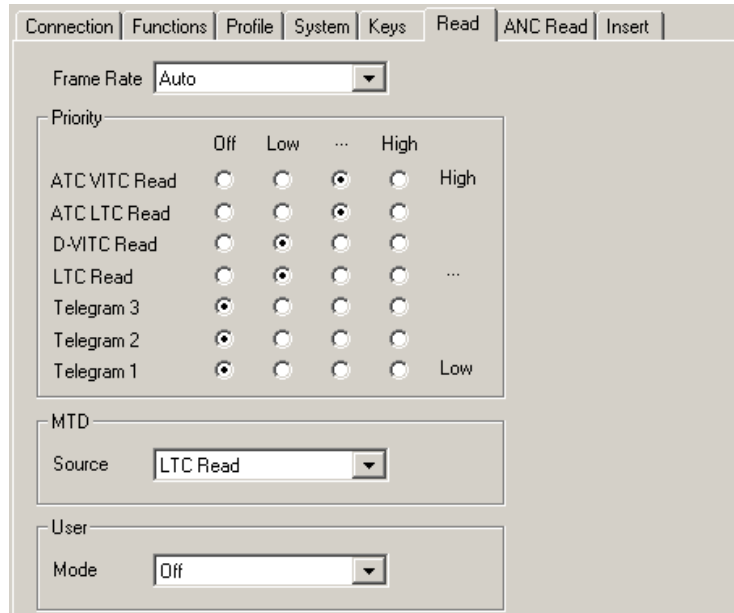 Connection Functions Profile System Keys Read ANC Read Insert
Frame Rate Auto
Priority
Off Low ... High
ATC VITC Read High
ATC LTC Read
D-VITC Read
LTC Read ...
Telegram 3
Telegram 2
Telegram 1 Low
MTD
Source LTC Read
User
Mode Off